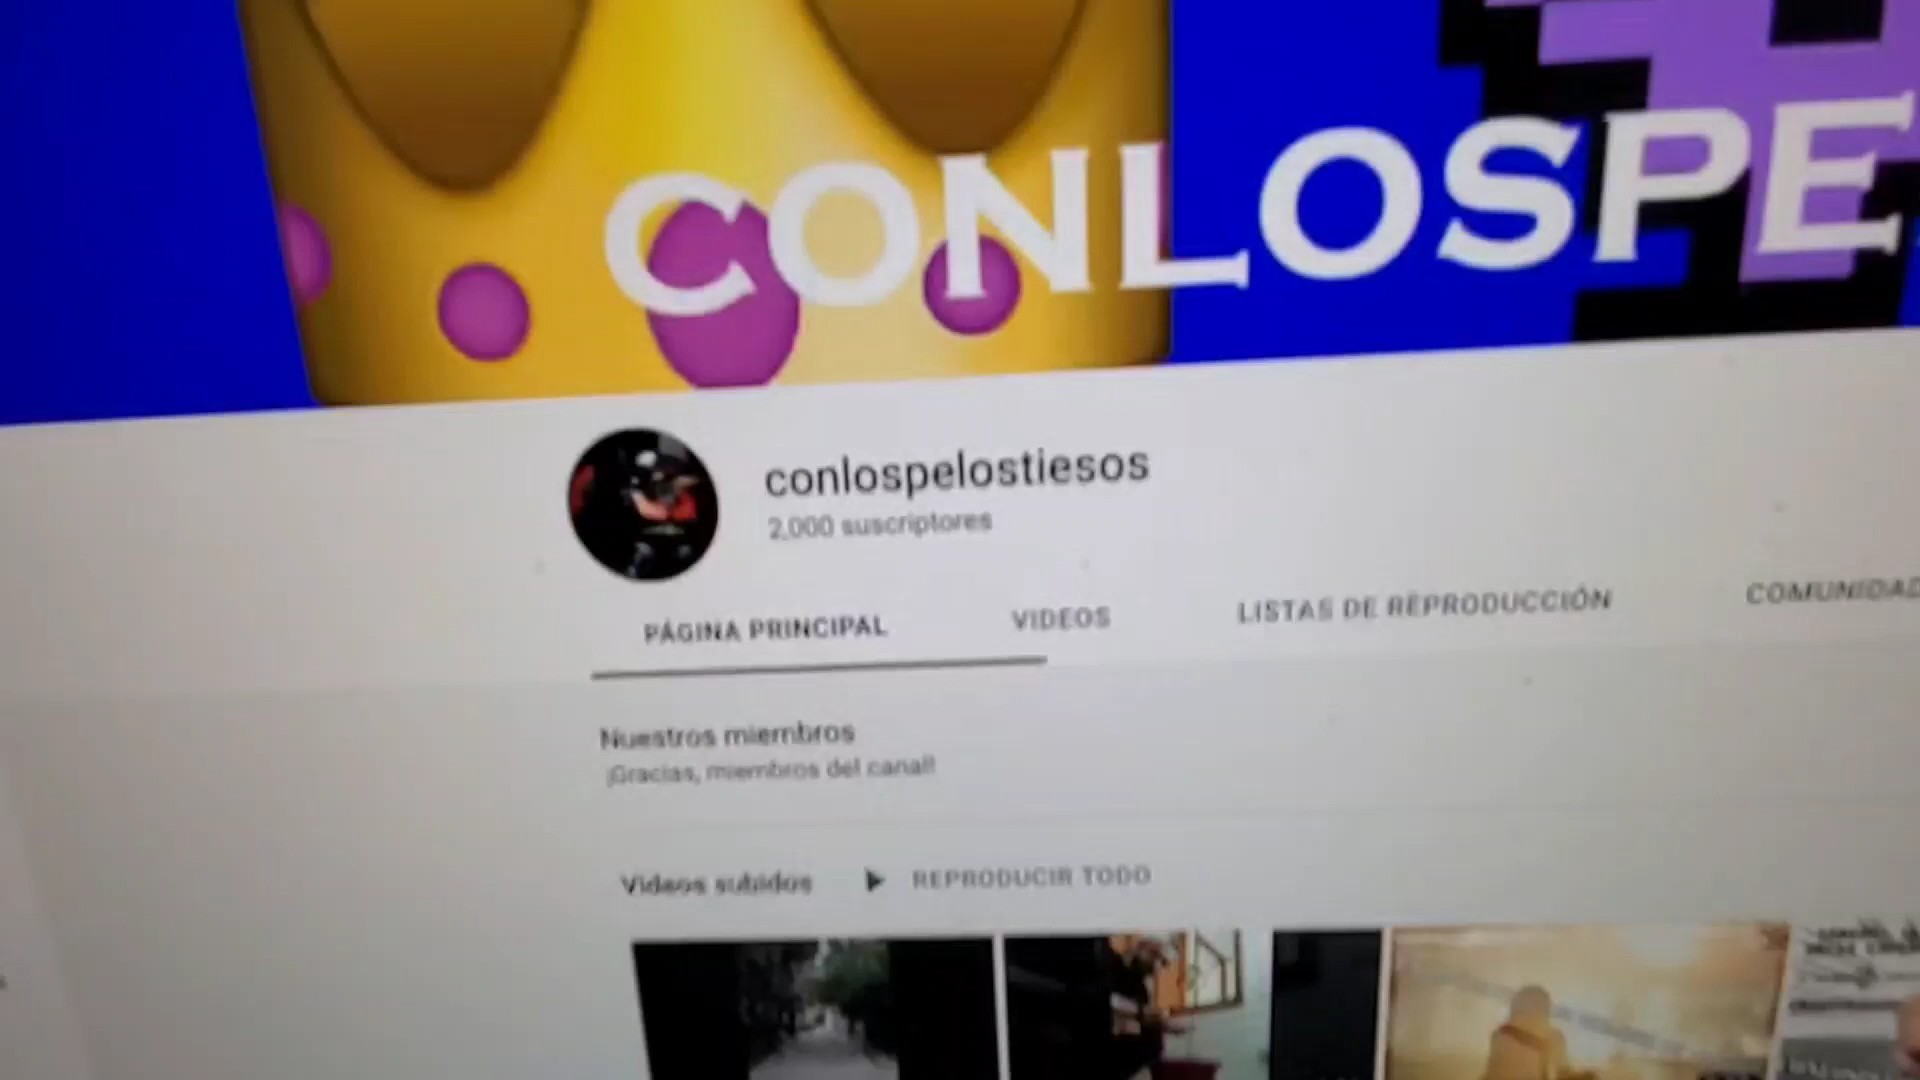 CONLOSPE
conlospelostiesos
2,000 suscriptores
PÁGINA PRINCIPAL
VIDEOS
LISTAS DE REPRODUCCIÓN
COMUNIDAD
Nuestros miembros
¡Gracias, miembros del canal!
Videos subidos
REPRODUCIR TODO